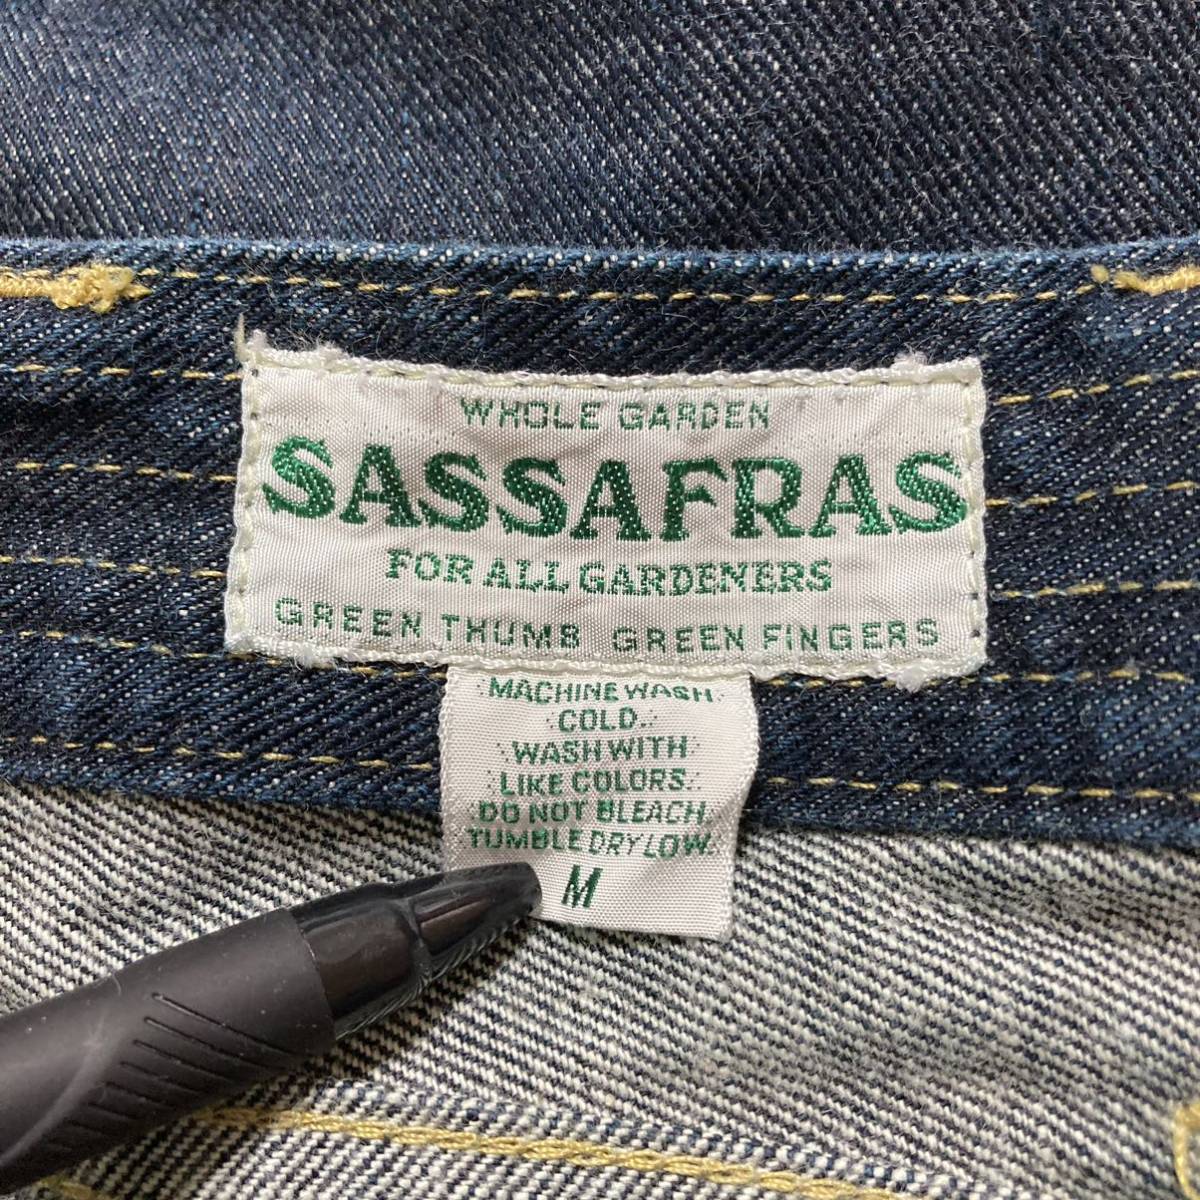 WHOLE GARDEN
SASSAFRAS
FOR ALL GARDENERS
GREEN THUMB GREEN FINGERS
MACHINE WASH
COLD.
WASH WITH
LIKE COLORS.
DO NOT BLEACH
TUMBLE DRY LOW.
M